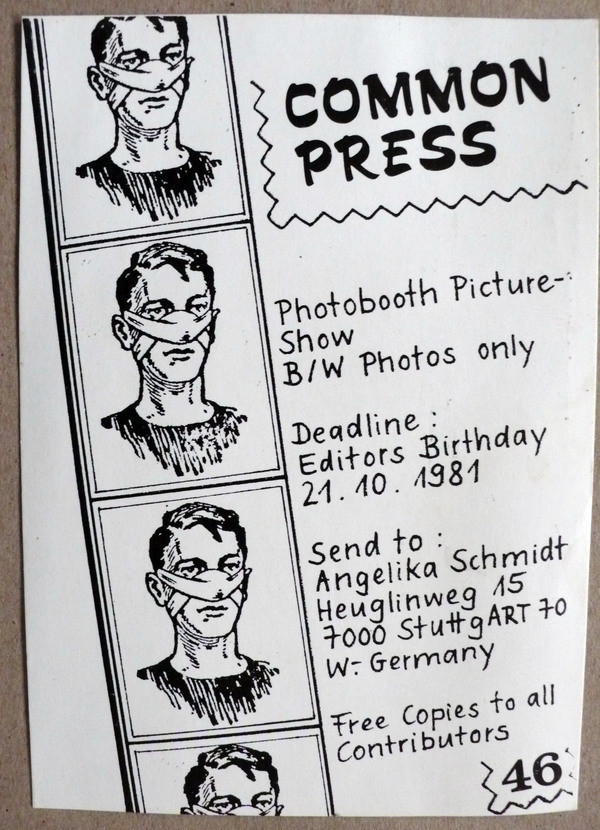 COMMON
PRESS
Photobooth Picture-
Show
B/W Photos only
Deadline :
Editors Birthday
21. 10. 1981
Send to :
Angelika Schmidt
Heuglinweg 15
7000 StuttgART 70
W.- Germany
Free Copies to all
Contributors
46